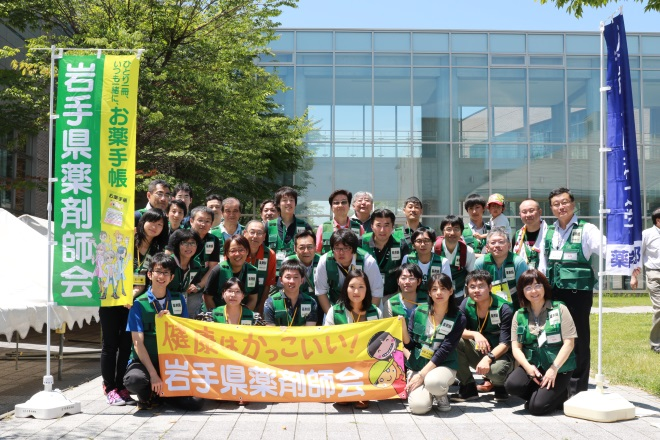 ひとり一冊、
いつも一緒に、
お薬手帳
岩手県薬剤師会
健康はかっこいい!
岩手県薬剤師会
薬